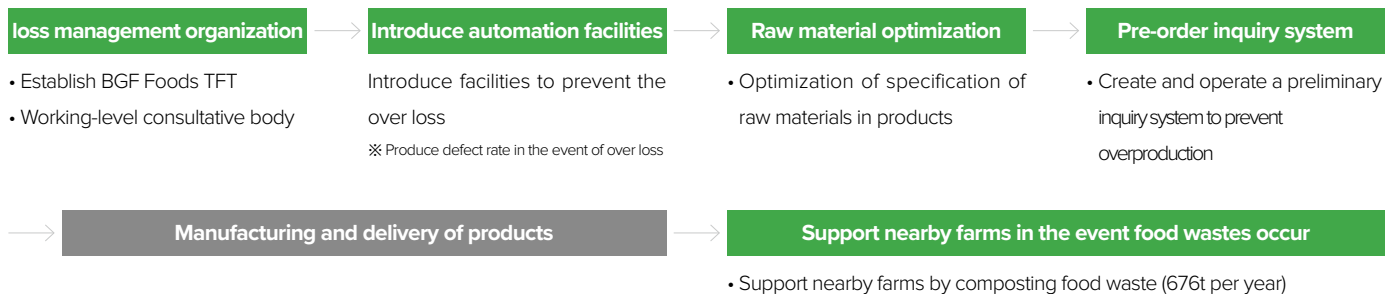 loss management organization
Introduce automation facilities
Raw material optimization
Pre-order inquiry system
• Establish BGF Foods TFT
• Working-level consultative body
Introduce facilities to prevent the
over loss
※ Produce defect rate in the event of over loss
• Optimization of specification of
raw materials in products
• Create and operate a preliminary
inquiry system to prevent
overproduction
Manufacturing and delivery of products
Support nearby farms in the event food wastes occur
• Support nearby farms by composting food waste (676t per year)